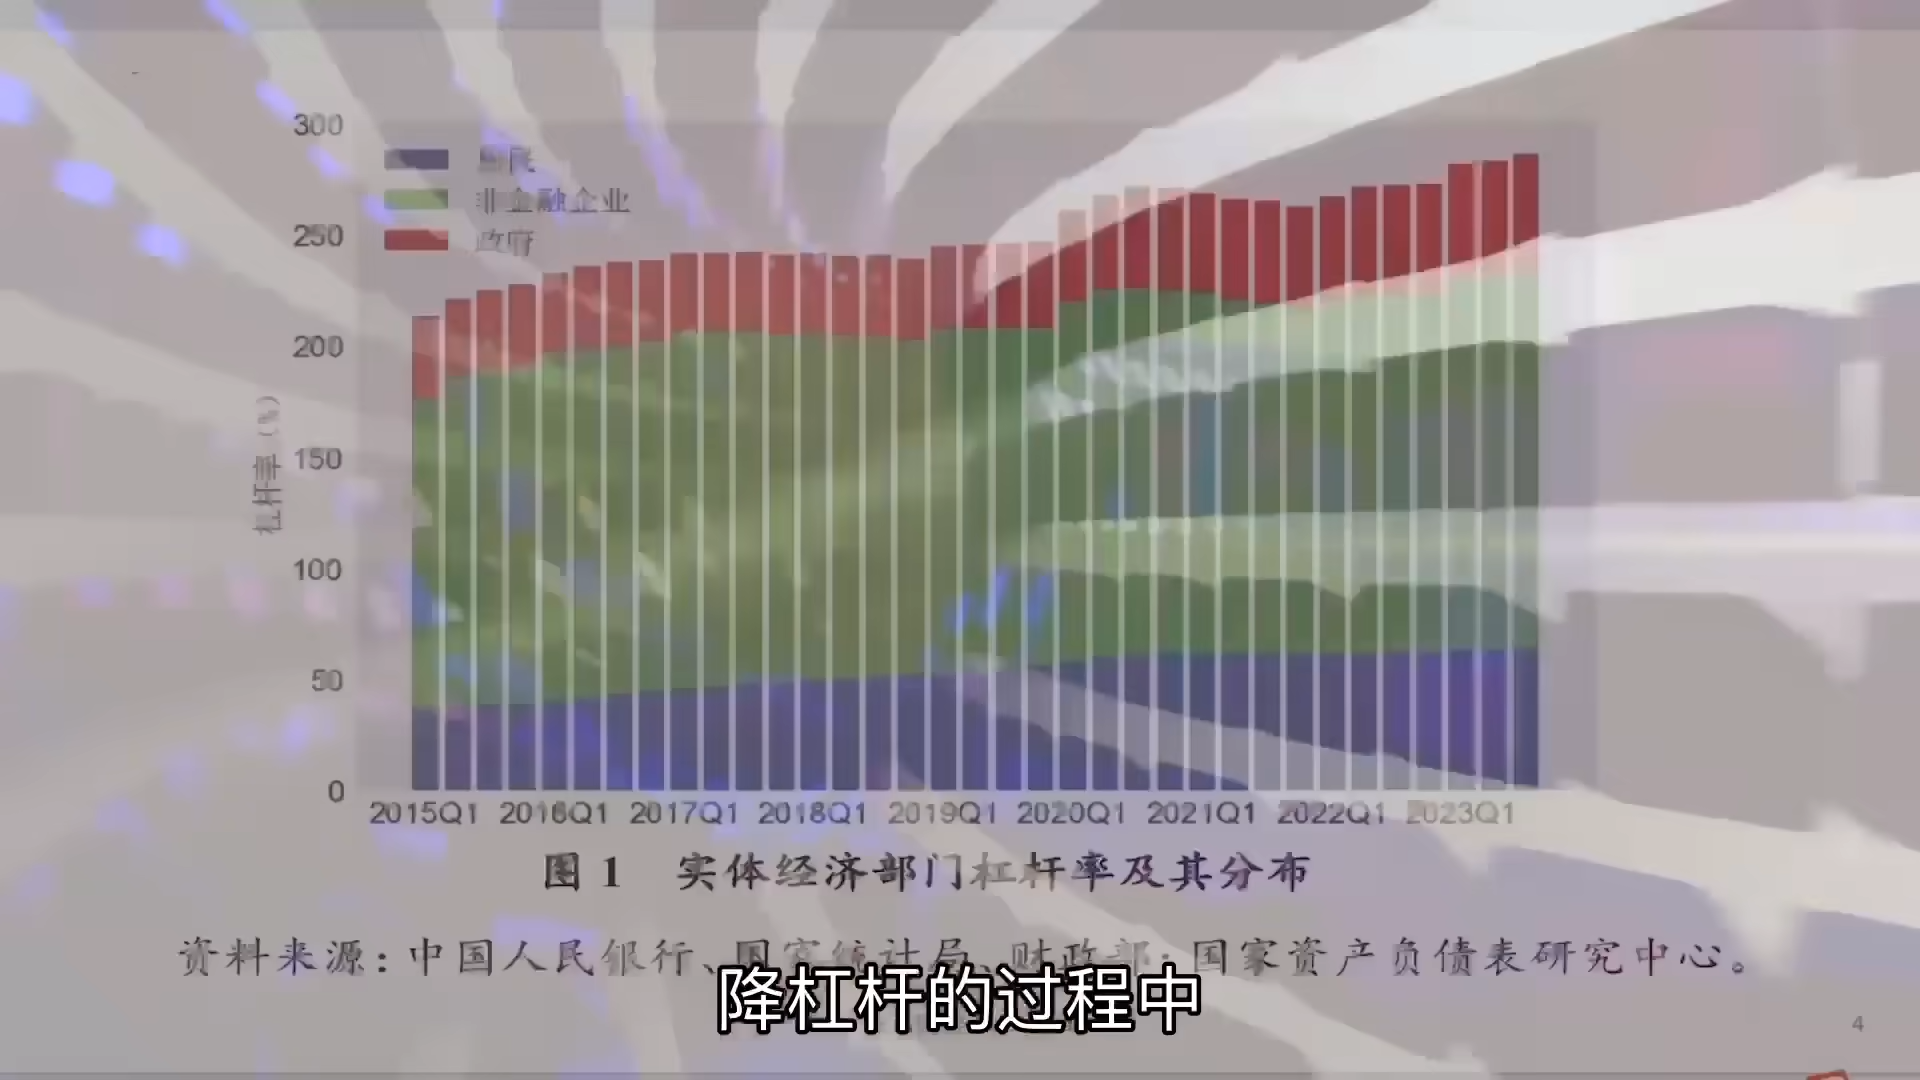 300
250
200
150
100
50
0
杠杆率（%）
居民
非金融企业
政府
2015Q1 2016Q1 2017Q1 2018Q1 2019Q1 2020Q1 2021Q1 2022Q1 2023Q1
图 1 实体经济部门杠杆率及其分布
资料来源：中国人民银行、国家统计局、财政部；国家资产负债表研究中心。
降杠杆的过程中
4